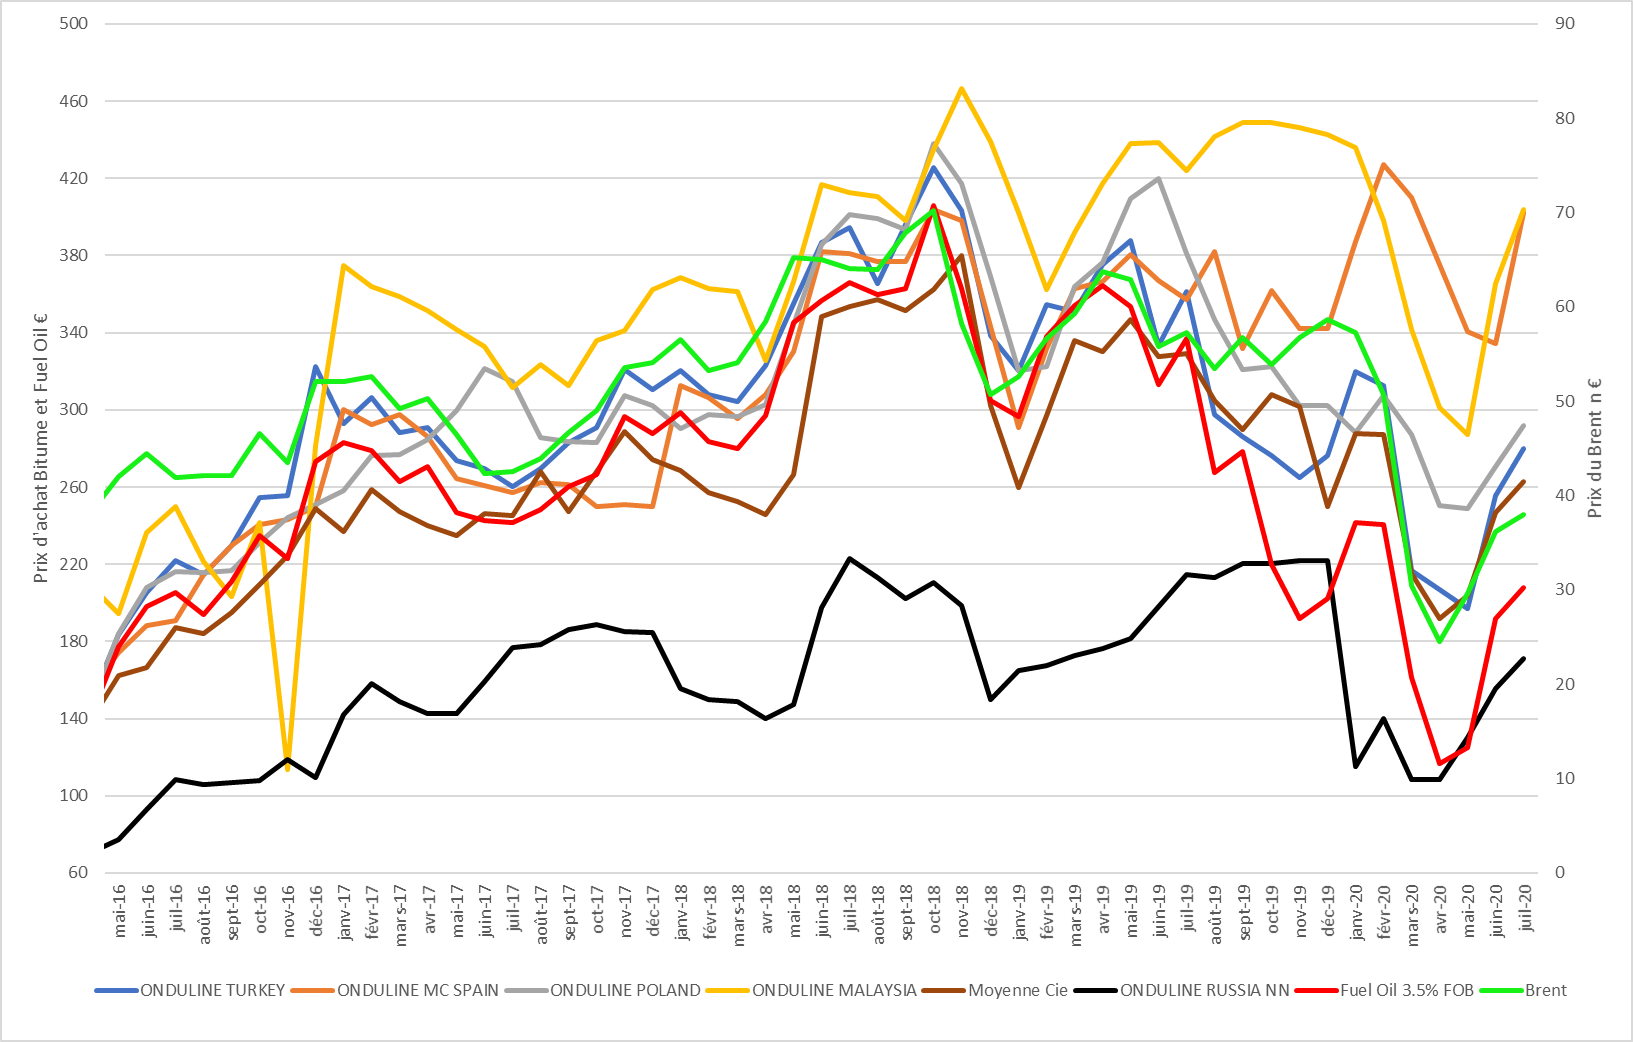 500
460
420
380
340
300
260
220
180
140
100
60
Prix d'achat Bitume et Fuel Oil €
90
80
70
60
50
40
30
20
10
0
Prix du Brent n €
mai-16
juin-16
juil-16
août-16
sept-16
oct-16
nov-16
déc-16
janv-17
févr-17
mars-17
avr-17
mai-17
juin-17
juil-17
août-17
sept-17
oct-17
nov-17
déc-17
janv-18
févr-18
mars-18
avr-18
mai-18
juin-18
juil-18
août-18
sept-18
oct-18
nov-18
déc-18
janv-19
févr-19
mars-19
avr-19
mai-19
juin-19
juil-19
août-19
sept-19
oct-19
nov-19
déc-19
janv-20
févr-20
mars-20
avr-20
mai-20
juin-20
juil-20
ONDULINE TURKEY ONDULINE MC SPAIN ONDULINE POLAND ONDULINE MALAYSIA Moyenne Cie ONDULINE RUSSIA NN Fuel Oil 3.5% FOB Brent